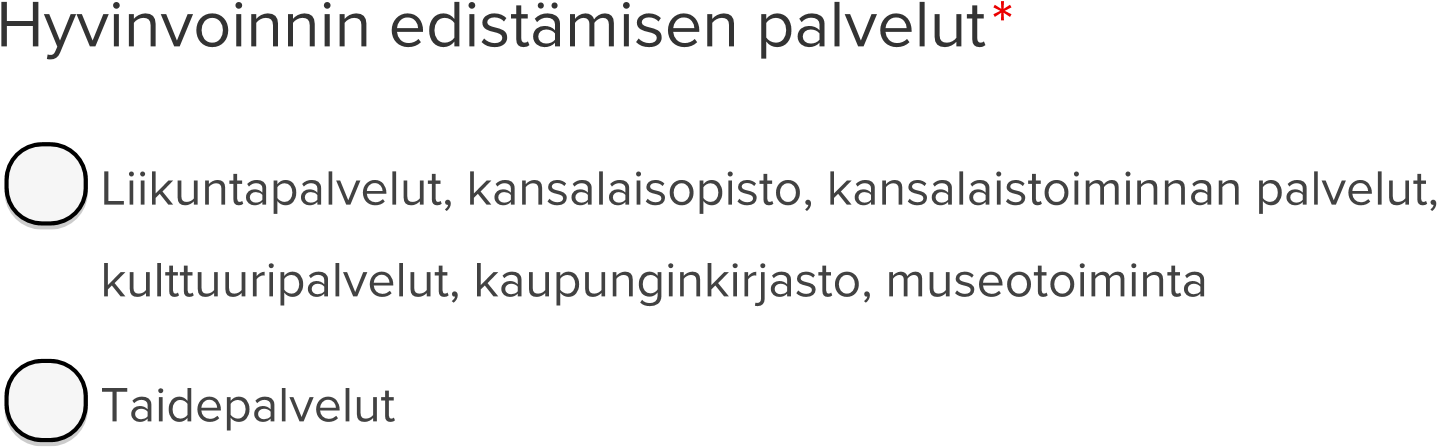 Hyvinvoinnin edistämisen palvelut*
Liikuntapalvelut, kansalaisopisto, kansalaistoiminnan palvelut,
kulttuuripalvelut, kaupunginkirjasto, museotoiminta
Taidepalvelut